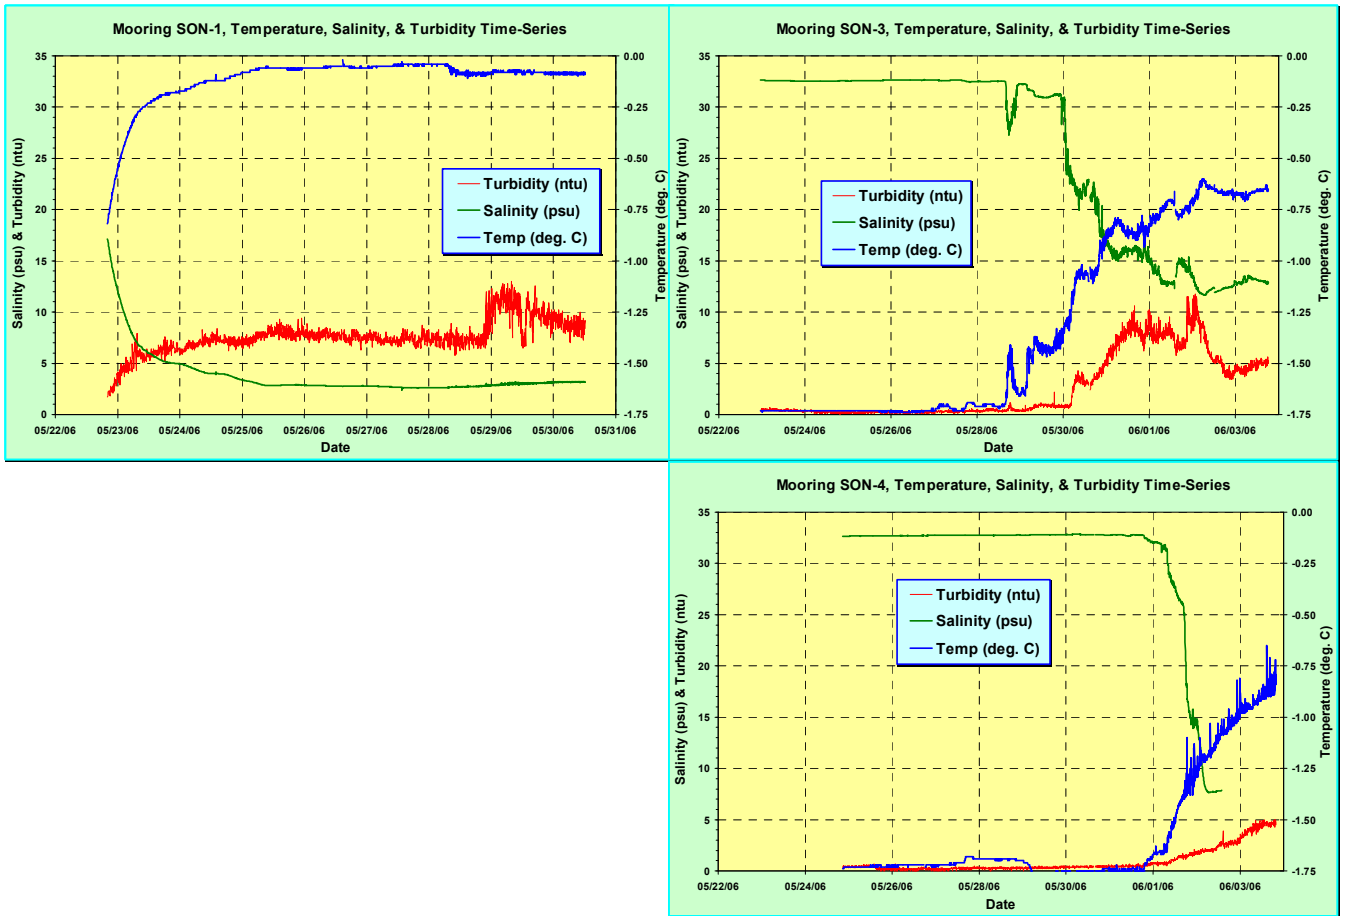 Mooring SON-1, Temperature, Salinity, & Turbidity Time-Series
35
30
25
20
15
10
5
0
Salinity (psu) & Turbidity (ntu)
0.00
-0.25
-0.50
-0.75
-1.00
-1.25
-1.50
-1.75
Temperature (deg. C)
Turbidity (ntu)
Salinity (psu)
Temp (deg. C)
05/22/06 05/23/06 05/24/06 05/25/06 05/26/06 05/27/06 05/28/06 05/29/06 05/30/06 05/31/06
Date
Mooring SON-3, Temperature, Salinity, & Turbidity Time-Series
35
30
25
20
15
10
5
0
Salinity (psu) & Turbidity (ntu)
0.00
-0.25
-0.50
-0.75
-1.00
-1.25
-1.50
-1.75
Temperature (deg. C)
Turbidity (ntu)
Salinity (psu)
Temp (deg. C)
05/22/06 05/24/06 05/26/06 05/28/06 05/30/06 06/01/06 06/03/06
Date
Mooring SON-4, Temperature, Salinity, & Turbidity Time-Series
35
30
25
20
15
10
5
0
Salinity (psu) & Turbidity (ntu)
0.00
-0.25
-0.50
-0.75
-1.00
-1.25
-1.50
-1.75
Temperature (deg. C)
Turbidity (ntu)
Salinity (psu)
Temp (deg. C)
05/22/06 05/24/06 05/26/06 05/28/06 05/30/06 06/01/06 06/03/06
Date